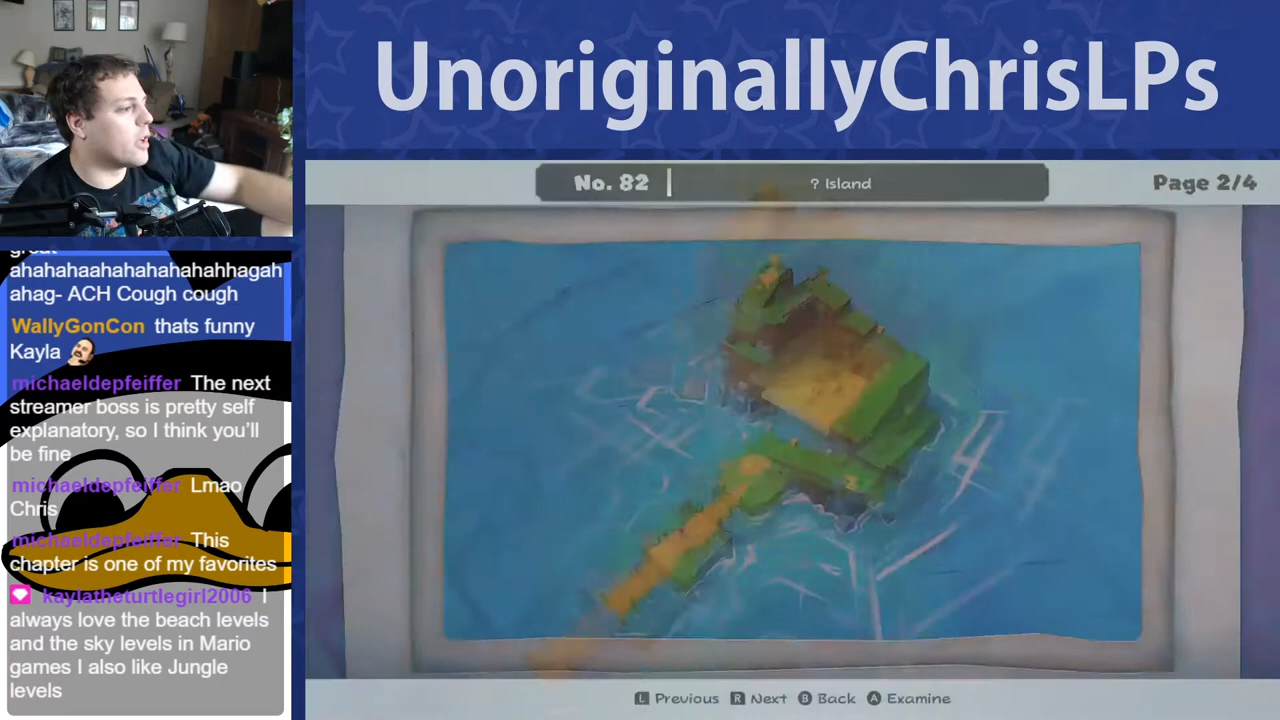 UnoriginallyChrisLPs
No. 82
? Island
Page 2/4
great
ahahahaahahahahahahhagah
ahag- ACH Cough cough
WallyGonCon thats funny
Kayla
michaeldepfeiffer The next
streamer boss is pretty self
explanatory, so I think you'll
be fine
michaeldepfeiffer Lmao
Chris
michaeldepfeiffer This
chapter is one of my favorites
kaylatheturtlegirl2006 I
always love the beach levels
and the sky levels in Mario
games I also like Jungle
levels
L Previous R Next B Back A Examine